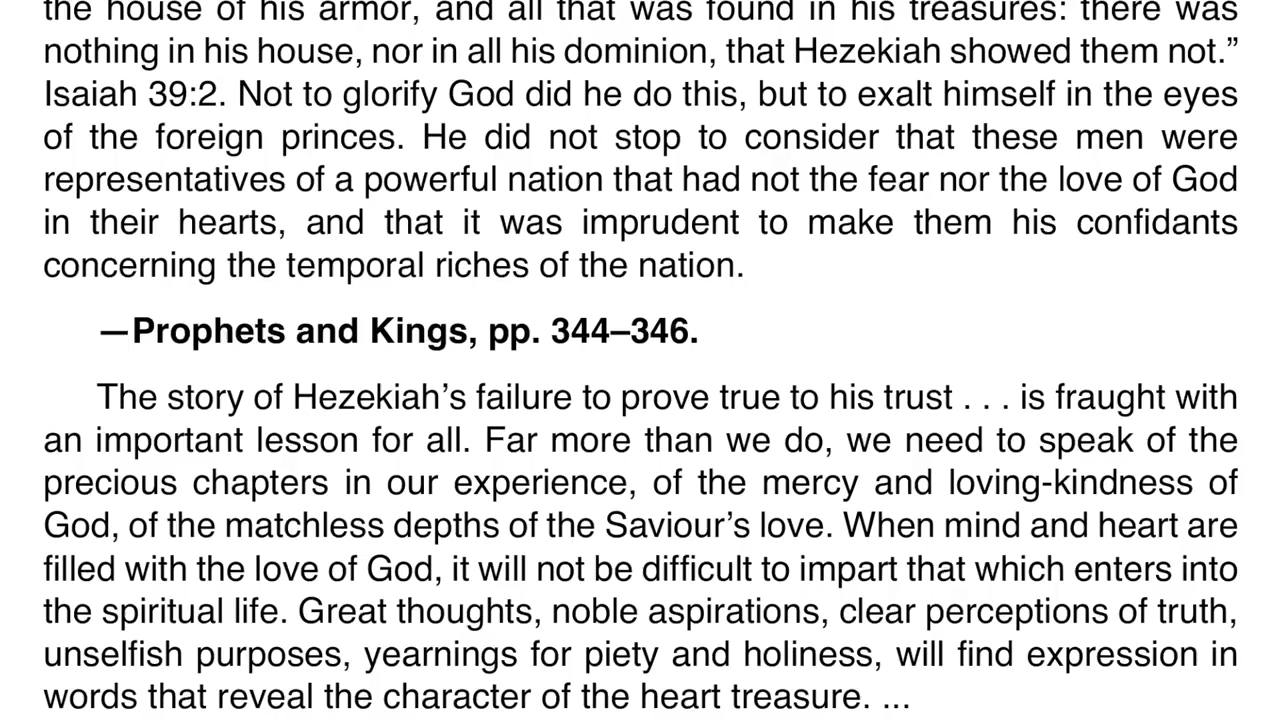 the house of his armor, and all that was found in his treasures: there was
nothing in his house, nor in all his dominion, that Hezekiah showed them not.”
Isaiah 39:2. Not to glorify God did he do this, but to exalt himself in the eyes
of the foreign princes. He did not stop to consider that these men were
representatives of a powerful nation that had not the fear nor the love of God
in their hearts, and that it was imprudent to make them his confidants
concerning the temporal riches of the nation.
—Prophets and Kings, pp. 344–346.
The story of Hezekiah’s failure to prove true to his trust . . . is fraught with
an important lesson for all. Far more than we do, we need to speak of the
precious chapters in our experience, of the mercy and loving-kindness of
God, of the matchless depths of the Saviour’s love. When mind and heart are
filled with the love of God, it will not be difficult to impart that which enters into
the spiritual life. Great thoughts, noble aspirations, clear perceptions of truth,
unselfish purposes, yearnings for piety and holiness, will find expression in
words that reveal the character of the heart treasure. ...